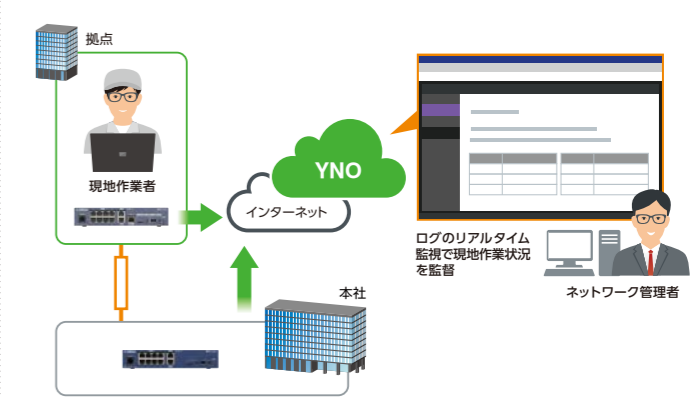 拠点
現地作業者
YNO
インターネット
ログのリアルタイム
監視で現地作業状況
を監督
ネットワーク管理者
本社